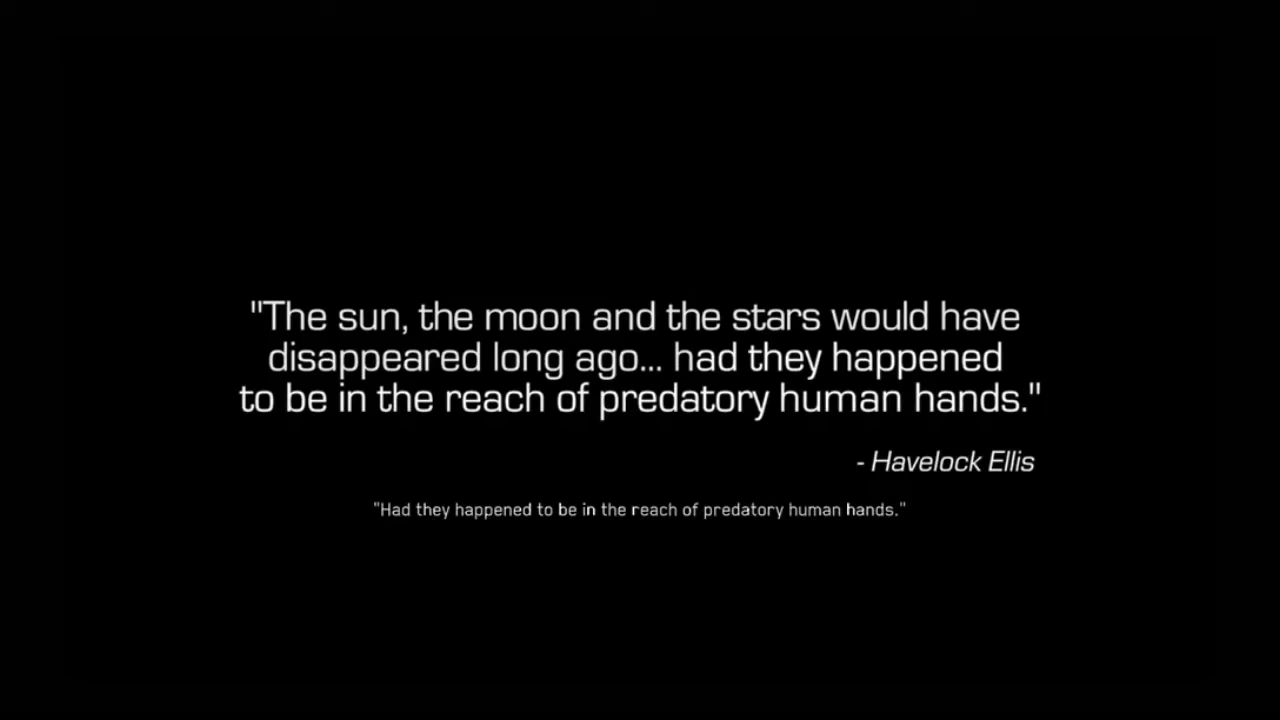 "The sun, the moon and the stars would have
disappeared long ago... had they happened
to be in the reach of predatory human hands."
- Havelock Ellis
"Had they happened to be in the reach of predatory human hands."